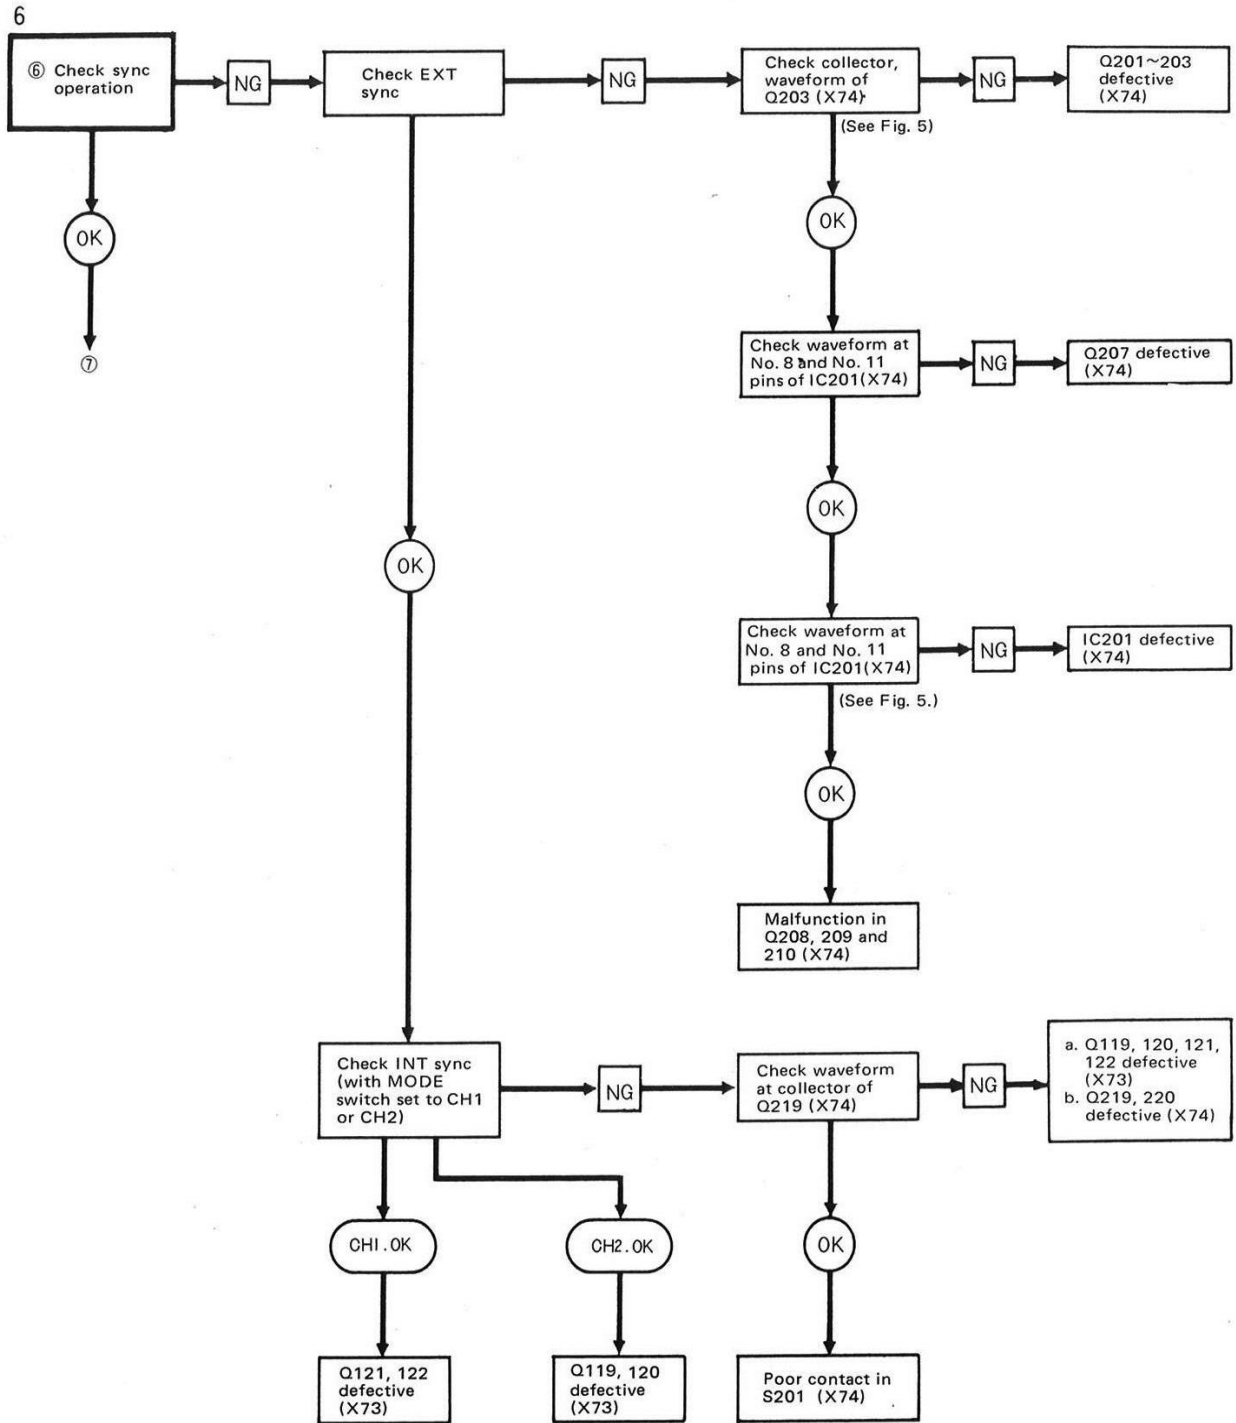 6
⑥ Check sync
operation
NG
Check EXT
sync
NG
Check collector,
waveform of
Q203 (X74)
(See Fig. 5)
NG
Q201~203
defective
(X74)
OK
⑦
OK
Check waveform at
No. 8 and No. 11
pins of IC201(X74)
NG
Q207 defective
(X74)
OK
OK
Check waveform at
No. 8 and No. 11
pins of IC201(X74)
(See Fig. 5.)
NG
IC201 defective
(X74)
OK
Malfunction in
Q208, 209 and
210 (X74)
Check INT sync
(with MODE
switch set to CH1
or CH2)
NG
Check waveform
at collector of
Q219 (X74)
NG
a. Q119, 120, 121,
122 defective
(X73)
b. Q219, 220
defective (X74)
CH1.OK
CH2.OK
OK
Q121, 122
defective
(X73)
Q119, 120
defective
(X73)
Poor contact in
S201 (X74)